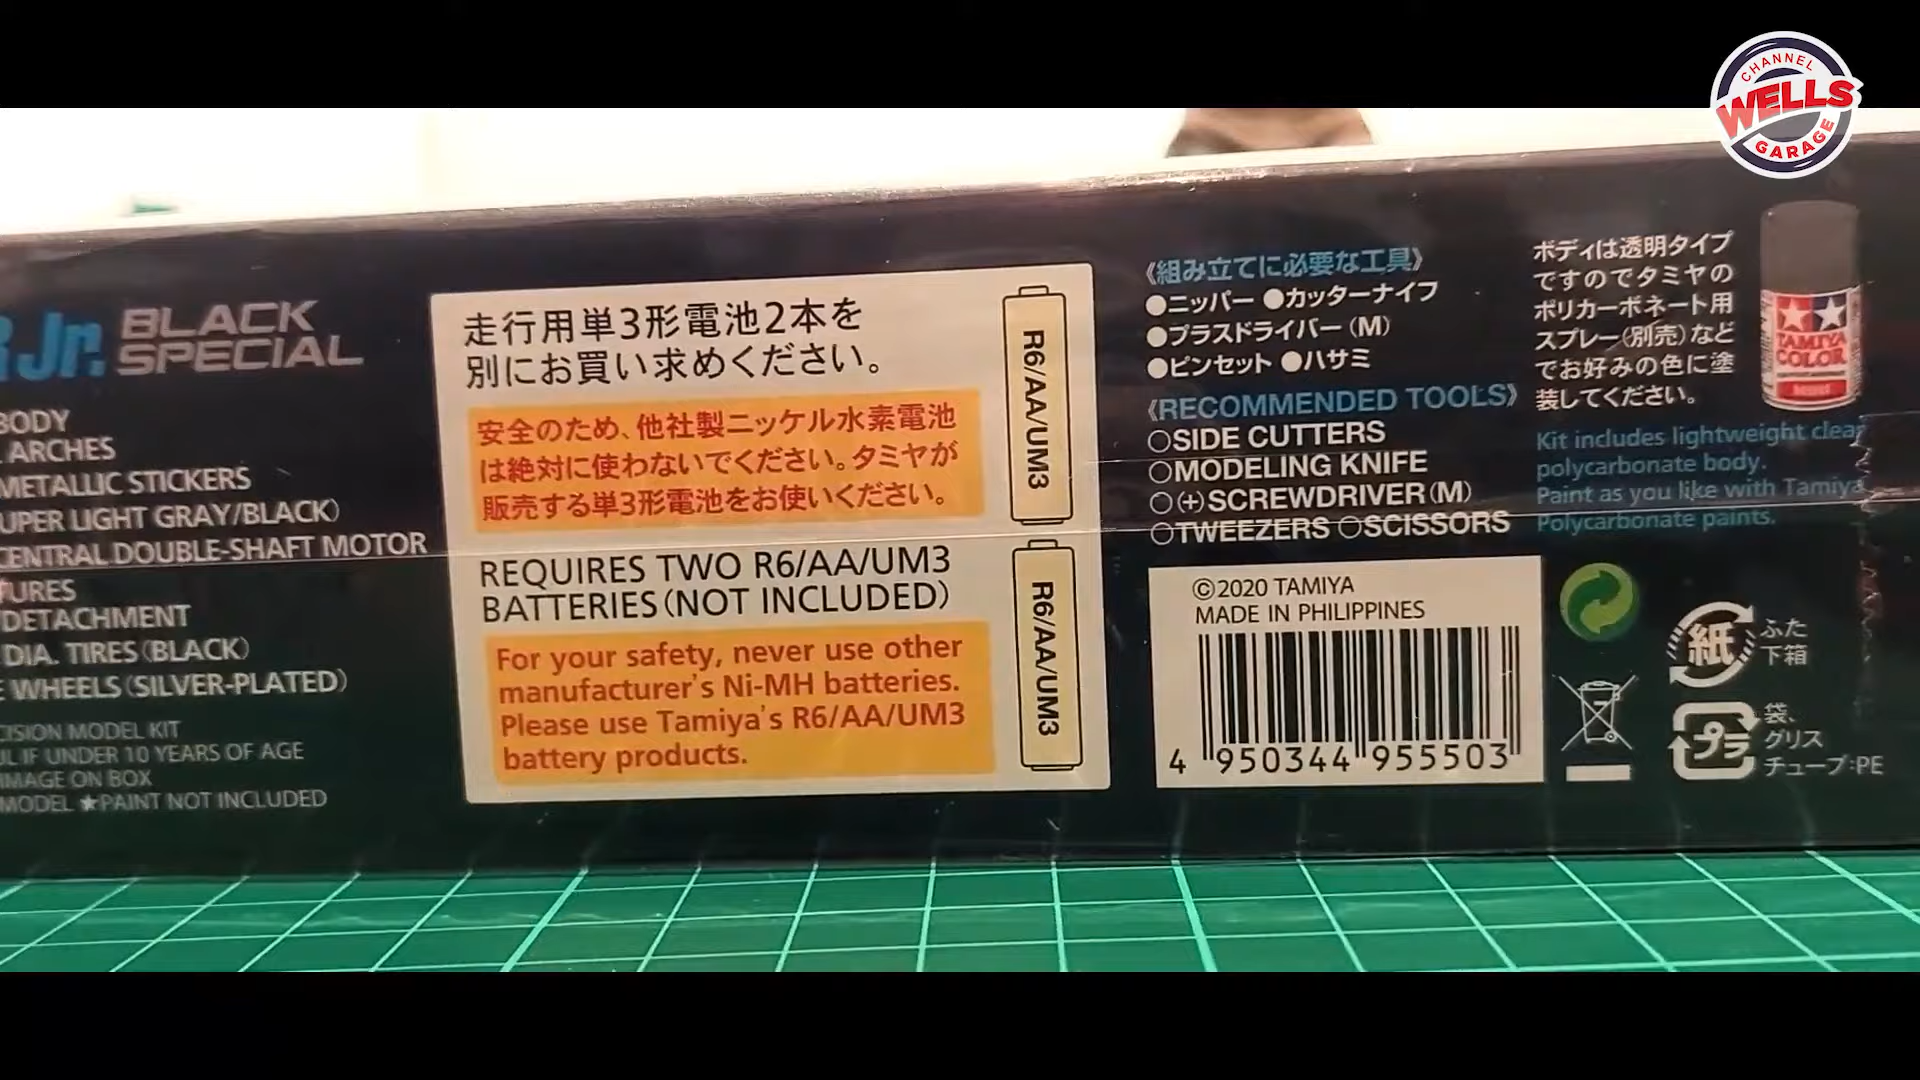 CHANNEL
WELLS
GARAGE
Jr. BLACK
SPECIAL
BODY
ARCHES
METALLIC STICKERS
SUPER LIGHT GRAY/BLACK)
CENTRAL DOUBLE-SHAFT MOTOR
DETACHMENT
DIA. TIRES (BLACK)
WHEELS (SILVER-PLATED)
MODEL KIT
IF UNDER 10 YEARS OF AGE
IMAGE ON BOX
MODEL ★PAINT NOT INCLUDED
走行用単3形電池2本を
別にお買い求めください。
安全のため、他社製ニッケル水素電池
は絶対に使わないでください。タミヤが
販売する単3形電池をお使いください。
REQUIRES TWO R6/AA/UM3
BATTERIES (NOT INCLUDED)
For your safety, never use other
manufacturer's Ni-MH batteries.
Please use Tamiya's R6/AA/UM3
battery products.
R6/AA/UM3
R6/AA/UM3
《組み立てに必要な工具》
●ニッパー ●カッターナイフ
●プラスドライバー(M)
●ピンセット ●ハサミ
《RECOMMENDED TOOLS》
○SIDE CUTTERS
○MODELING KNIFE
○(+)SCREWDRIVER(M)
○TWEEZERS ○SCISSORS
©2020 TAMIYA
MADE IN PHILIPPINES
4 950344 955503
ボディは透明タイプ
ですのでタミヤの
ポリカーボネート用
スプレー(別売)など
でお好みの色に塗
装してください。
TAMIYA
COLOR
Kit includes lightweight clear
polycarbonate body.
Paint as you like with Tamiya
Polycarbonate paints.
紙
ふた
下箱
プラ
袋、
グリス
チューブ:PE